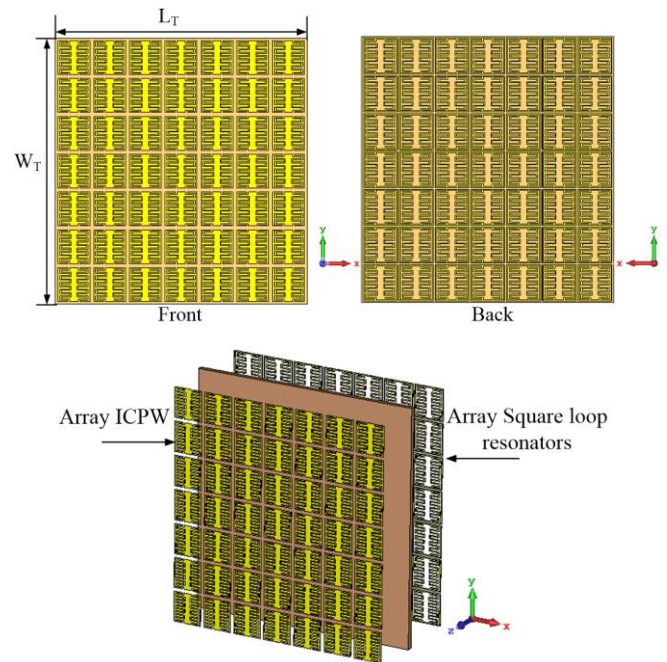 L_T
W_T
y
x
y
x
Front
Back
Array ICPW
Array Square loop
resonators
y
z
x